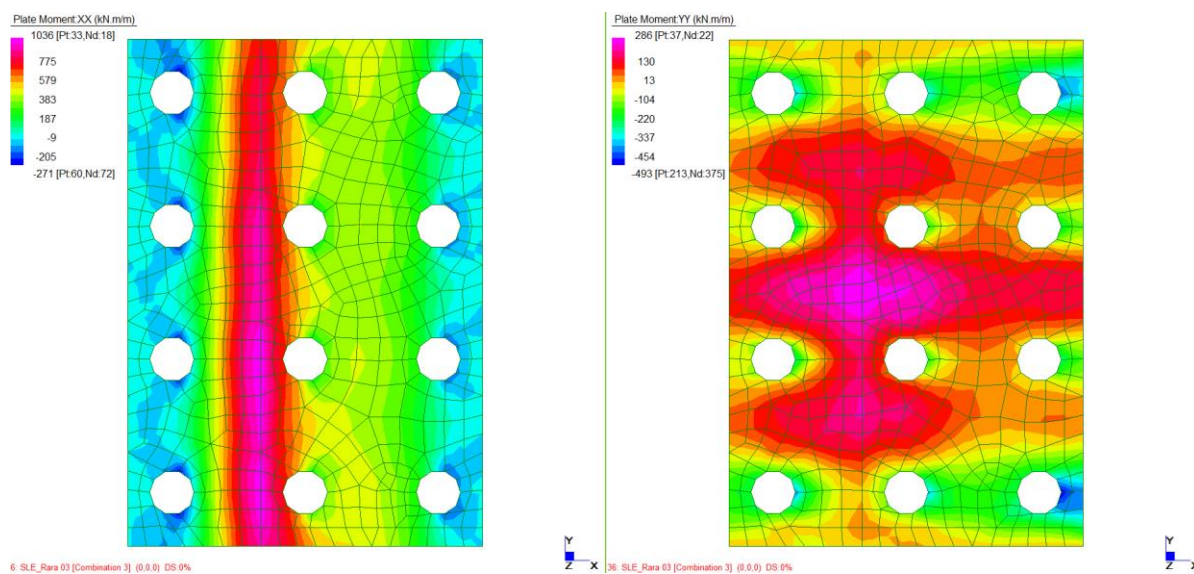 Plate Moment:XX (kN.m/m)
1036 [Pt:33,Nd:18]
775
579
383
187
-9
-205
-271 [Pt:60,Nd:72]
Y
Z X
6: SLE_Rara 03 [Combination 3] (0,0,0) DS:0%
Plate Moment:YY (kN.m/m)
286 [Pt:37,Nd:22]
130
13
-104
-220
-337
-454
-493 [Pt:213,Nd:375]
Y
Z X
36: SLE_Rara 03 [Combination 3] (0,0,0) DS:0%